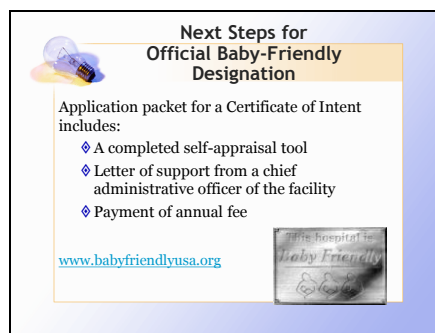 Next Steps for
Official Baby-Friendly
Designation
Application packet for a Certificate of Intent
includes:
A completed self-appraisal tool
Letter of support from a chief
administrative officer of the facility
Payment of annual fee
www.babyfriendlyusa.org
This hospital is
Baby Friendly